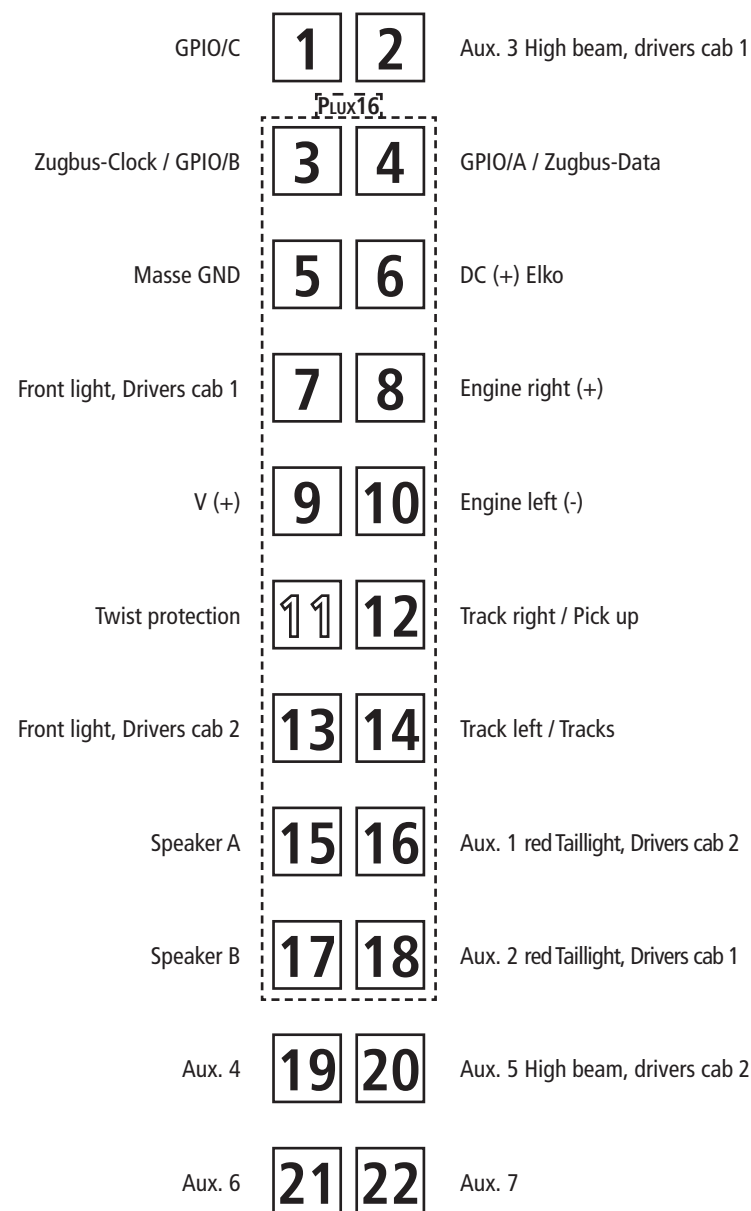 GPIO/C 1 2 Aux. 3 High beam, drivers cab 1
PLUX16
Zugbus-Clock / GPIO/B 3 4 GPIO/A / Zugbus-Data
Masse GND 5 6 DC (+) Elko
Front light, Drivers cab 1 7 8 Engine right (+)
V (+) 9 10 Engine left (-)
Twist protection 11 12 Track right / Pick up
Front light, Drivers cab 2 13 14 Track left / Tracks
Speaker A 15 16 Aux. 1 red Taillight, Drivers cab 2
Speaker B 17 18 Aux. 2 red Taillight, Drivers cab 1
Aux. 4 19 20 Aux. 5 High beam, drivers cab 2
Aux. 6 21 22 Aux. 7